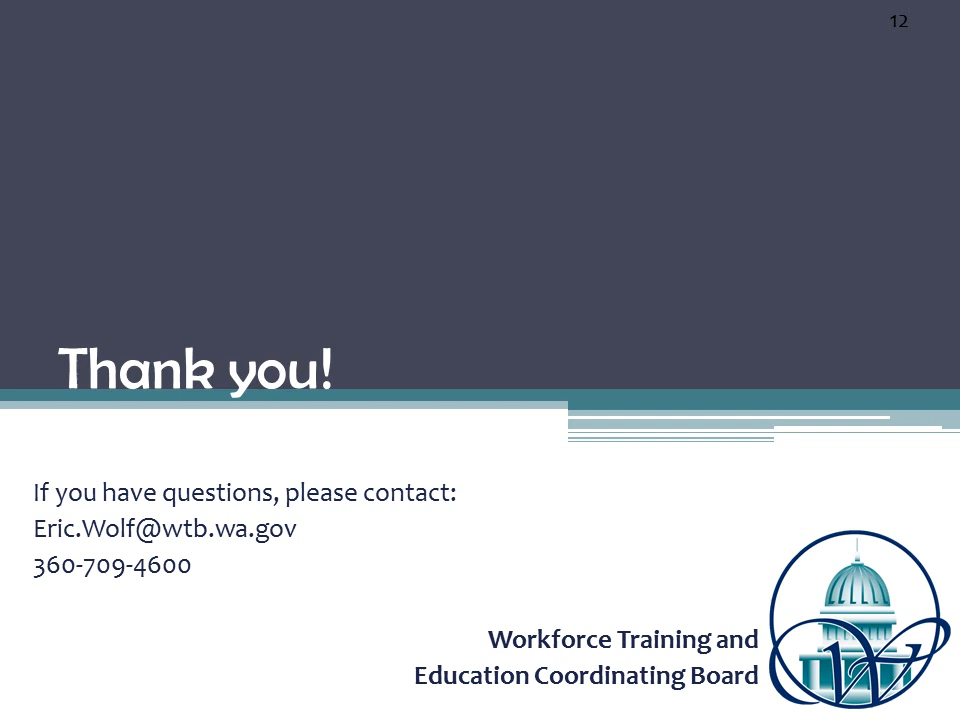 12
Thank you!
If you have questions, please contact:
Eric.Wolf@wtb.wa.gov
360-709-4600
Workforce Training and
Education Coordinating Board
W